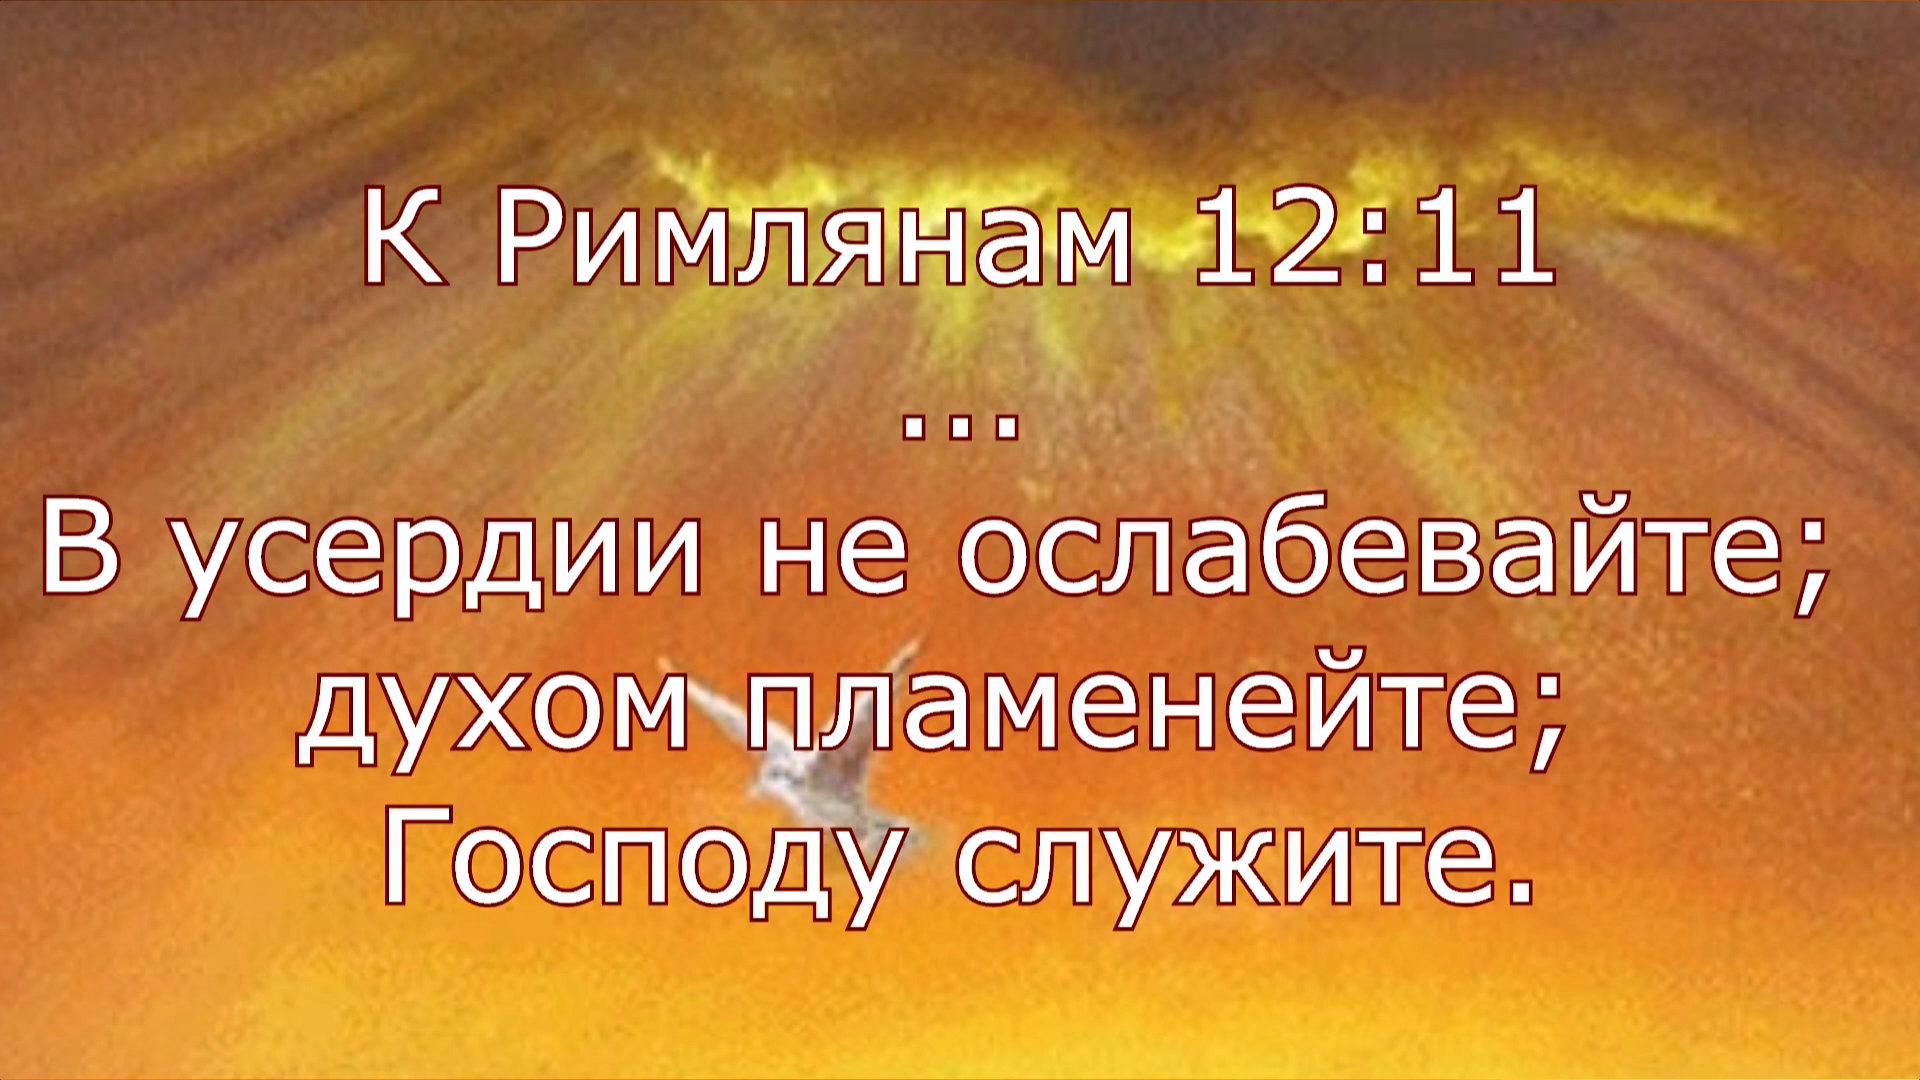 К Римлянам 12:11
...
В усердии не ослабевайте;
духом пламенейте;
Господу служите.